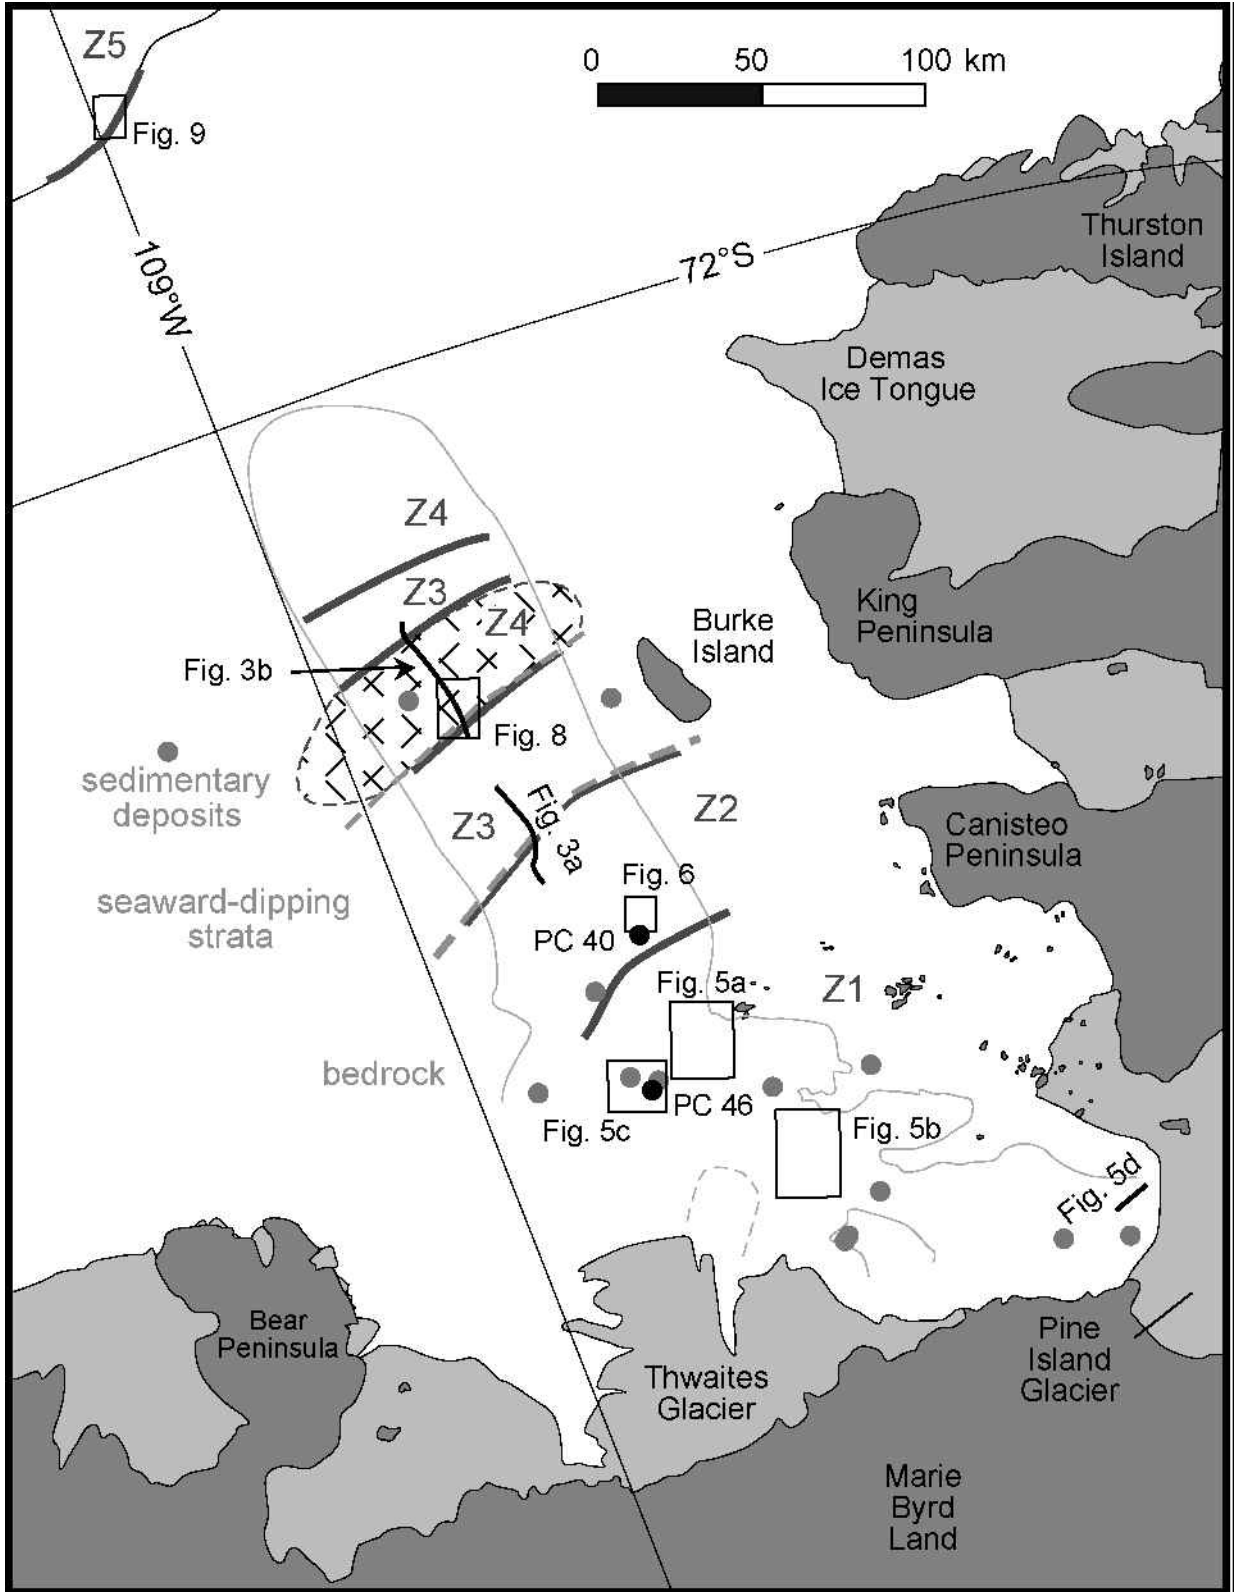 Z5
0 50 100 km
Fig. 9
Thurston
Island
109°W
72°S
Demas
Ice Tongue
Z4
Z3
Z4
King
Peninsula
Burke
Island
Fig. 3b
Fig. 8
sedimentary
deposits
Z3
Fig. 3a
Z2
Canisteo
Peninsula
Fig. 6
seaward-dipping
strata
PC 40
Fig. 5a
Z1
bedrock
PC 46
Fig. 5c
Fig. 5b
Fig. 5d
Bear
Peninsula
Pine
Island
Glacier
Thwaites
Glacier
Marie
Byrd
Land